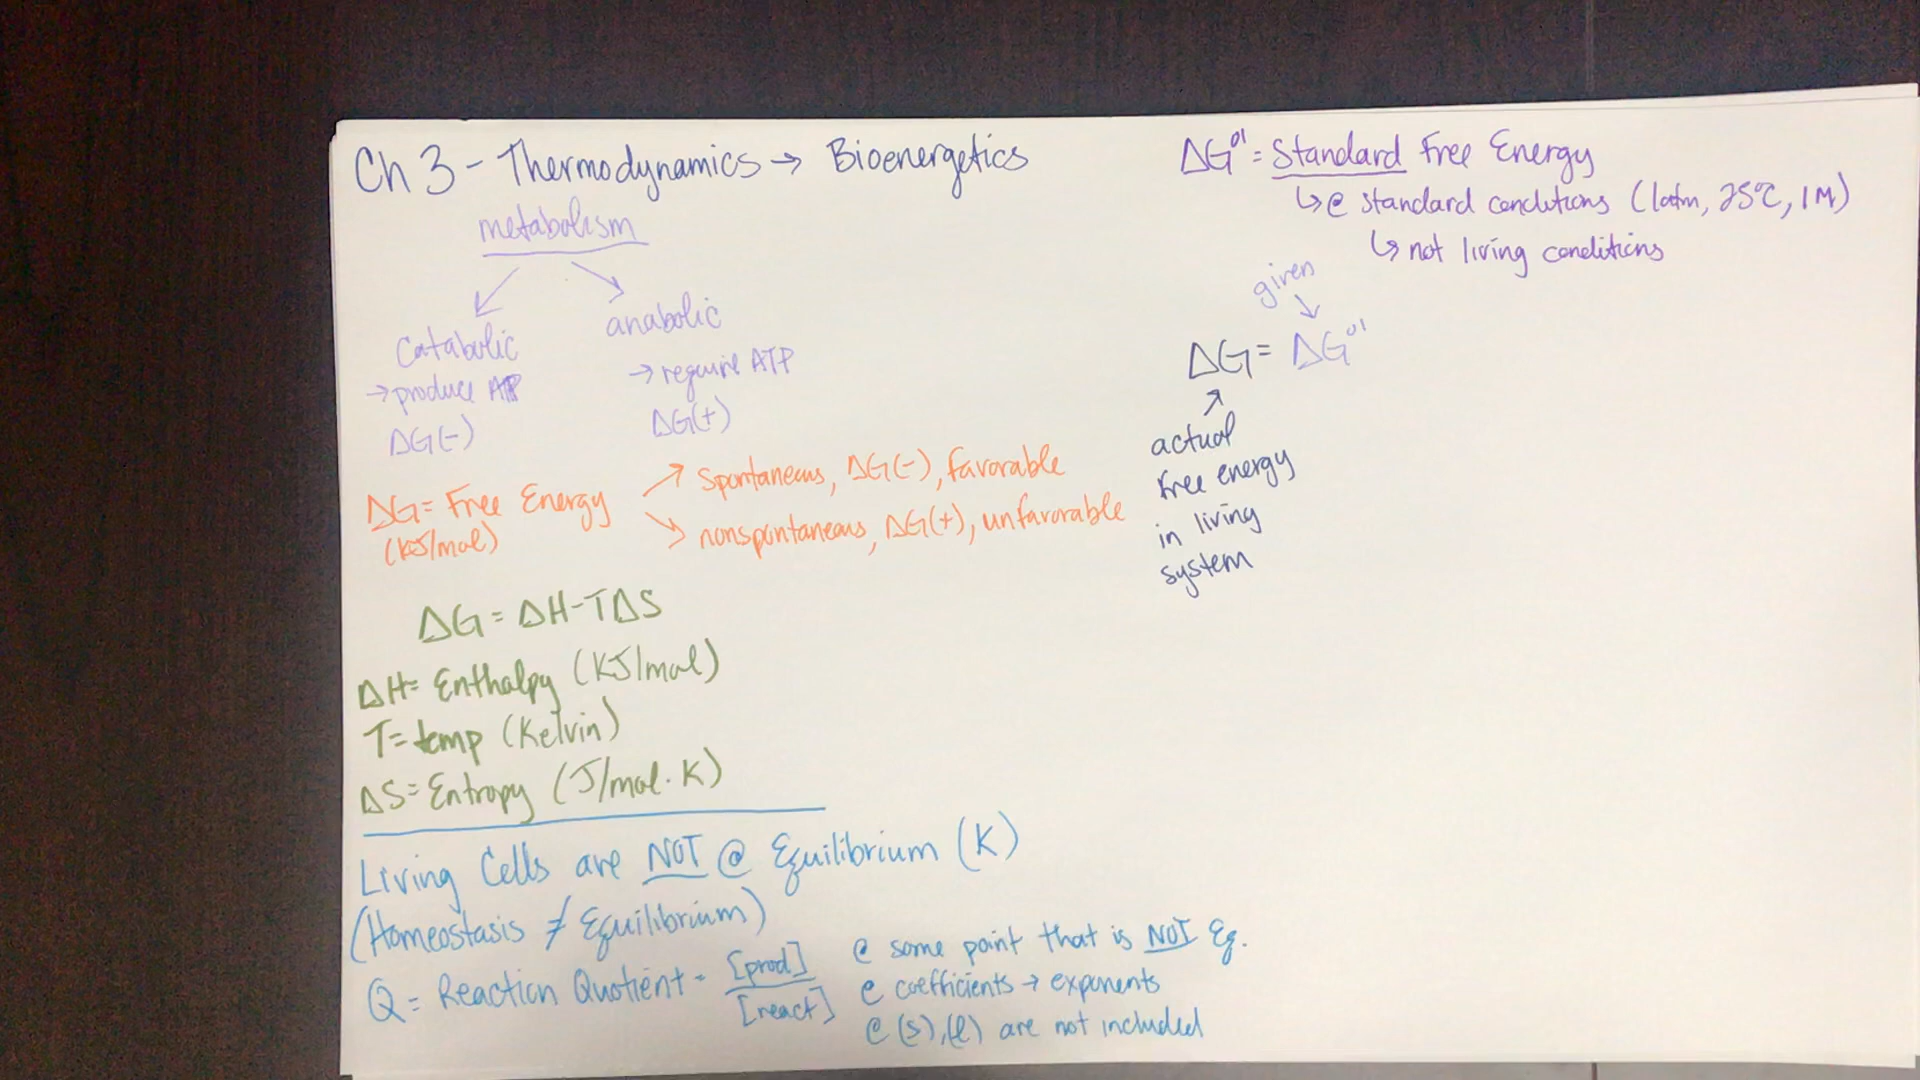 Ch 3 - Thermodynamics → Bioenergetics
metabolism
Catabolic
→ produce ATP
ΔG(-)
anabolic
→ require ATP
ΔG(+)
ΔG = Free Energy
(KJ/mol)
↗ Spontaneous, ΔG(-), favorable
↘ nonspontaneous, ΔG(+), unfavorable
ΔG = ΔH-TΔS
ΔH = Enthalpy (KJ/mol)
T = temp (Kelvin)
ΔS = Entropy (J/mol·K)
Living Cells are NOT @ Equilibrium (K)
(Homeostasis ≠ Equilibrium)
Q = Reaction Quotient = [prod]
[react]
@ some point that is NOT Eq.
@ coefficients → exponents
@ (s),(l) are not included
ΔG°' = Standard Free Energy
↳ @ standard conditions (1atm, 25°C, 1M)
↳ not living conditions
given
↓
ΔG = ΔG°'
↗
actual
free energy
in living
system